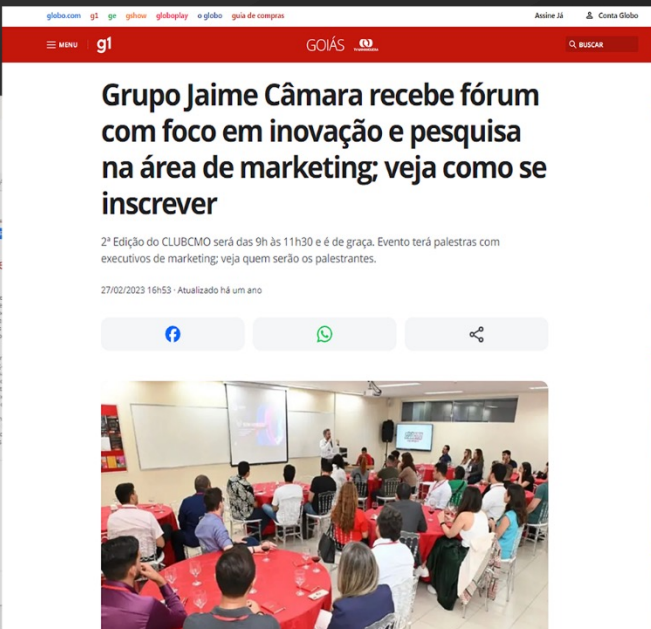 globo.com g1 ge gshow globoplay o globo guia de compras Assine Já Conta Globo
MENU g1 GOIÁS BUSCAR
Grupo Jaime Câmara recebe fórum
com foco em inovação e pesquisa
na área de marketing; veja como se
inscrever
2ª Edição do CLUBCMO será das 9h às 11h30 e é de graça. Evento terá palestras com
executivos de marketing; veja quem serão os palestrantes.
27/02/2023 16h53 · Atualizado há um ano